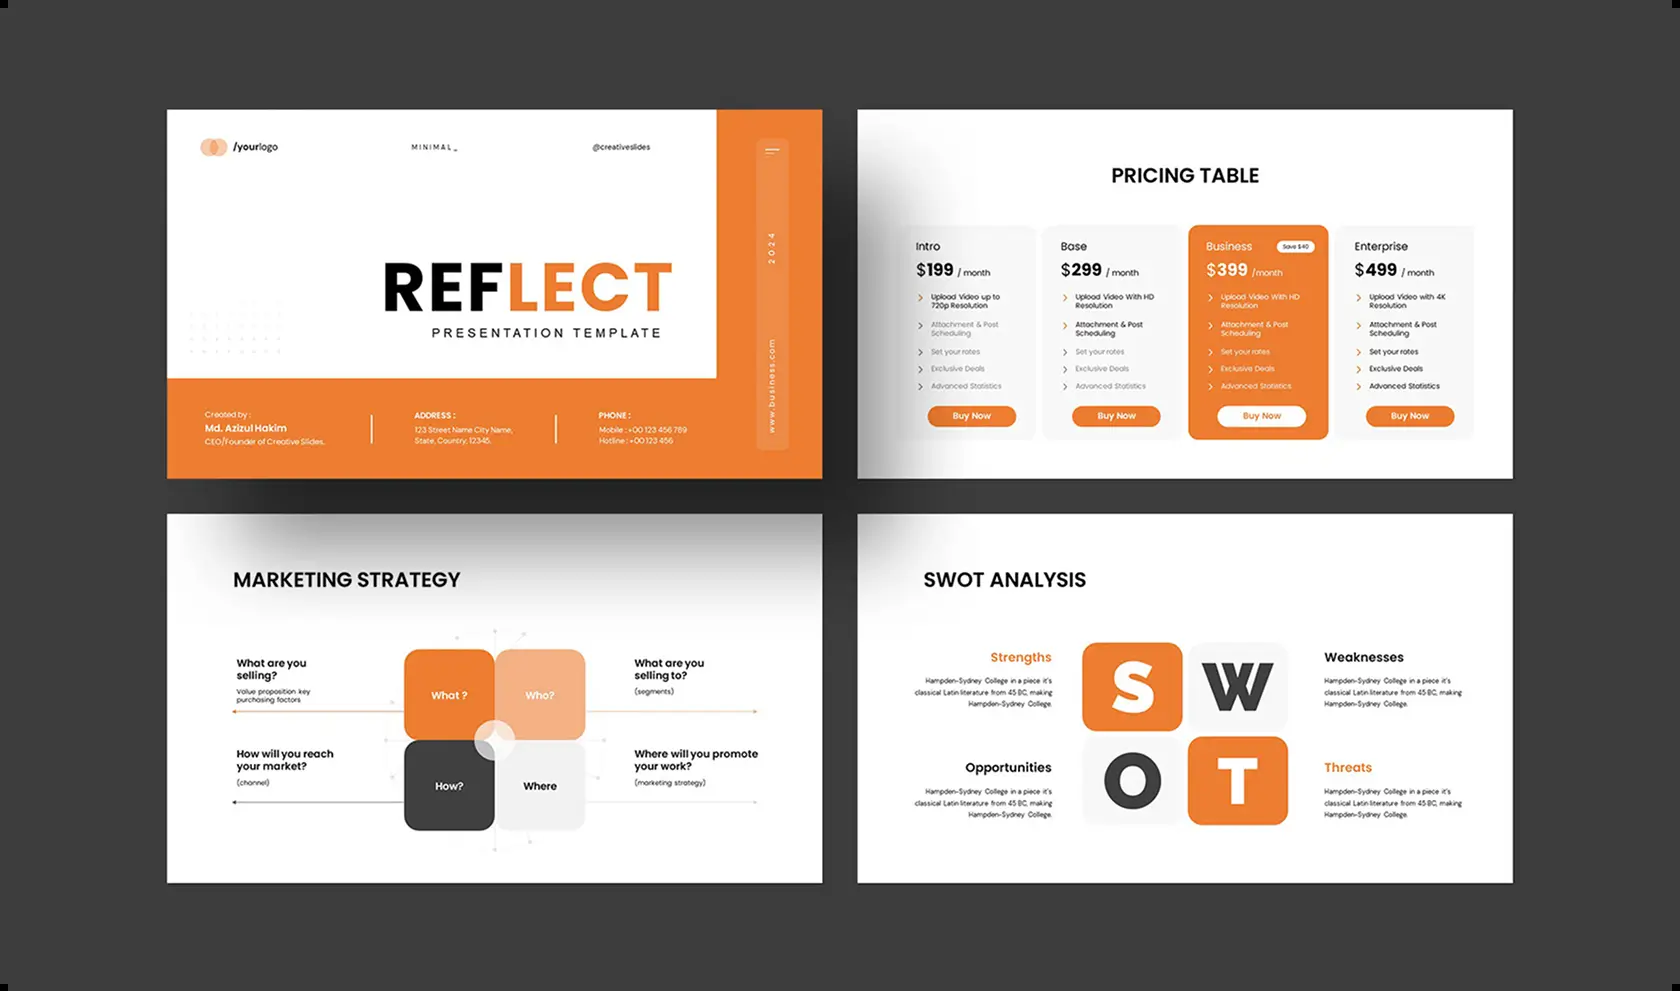 /yourlogo
MINIMAL_
@creativeslides
REFLECT
PRESENTATION TEMPLATE
2024
www.business.com
Created by :
Md. Azizul Hakim
CEO/Founder of Creative Slides,
ADDRESS :
123 Street Name City Name,
State, Country, 12345.
PHONE :
Mobile : +00 123 456 789
Hotline : +00 123 456
PRICING TABLE
Intro
$199 / month
Upload Video up to
720p Resolution
Attachment & Post
Scheduling
Set your rates
Exclusive Deals
Advanced Statistics
Buy Now
Base
$299 / month
Upload Video With HD
Resolution
Attachment & Post
Scheduling
Set your rates
Exclusive Deals
Advanced Statistics
Buy Now
Business
Save $40
$399 /month
Upload Video With HD
Resolution
Attachment & Post
Scheduling
Set your rates
Exclusive Deals
Advanced Statistics
Buy Now
Enterprise
$499 / month
Upload Video with 4K
Resolution
Attachment & Post
Scheduling
Set your rates
Exclusive Deals
Advanced Statistics
Buy Now
MARKETING STRATEGY
What are you
selling?
Value proposition key
purchasing factors
What ?
Who?
What are you
selling to?
(segments)
How will you reach
your market?
(channel)
How?
Where
Where will you promote
your work?
(marketing strategy)
SWOT ANALYSIS
Strengths
Hampden-Sydney College in a piece it's
classical Latin literature from 45 BC, making
Hampden-Sydney College.
S
W
Weaknesses
Hampden-Sydney College in a piece it's
classical Latin literature from 45 BC, making
Hampden-Sydney College.
Opportunities
Hampden-Sydney College in a piece it's
classical Latin literature from 45 BC, making
Hampden-Sydney College.
O
T
Threats
Hampden-Sydney College in a piece it's
classical Latin literature from 45 BC, making
Hampden-Sydney College.